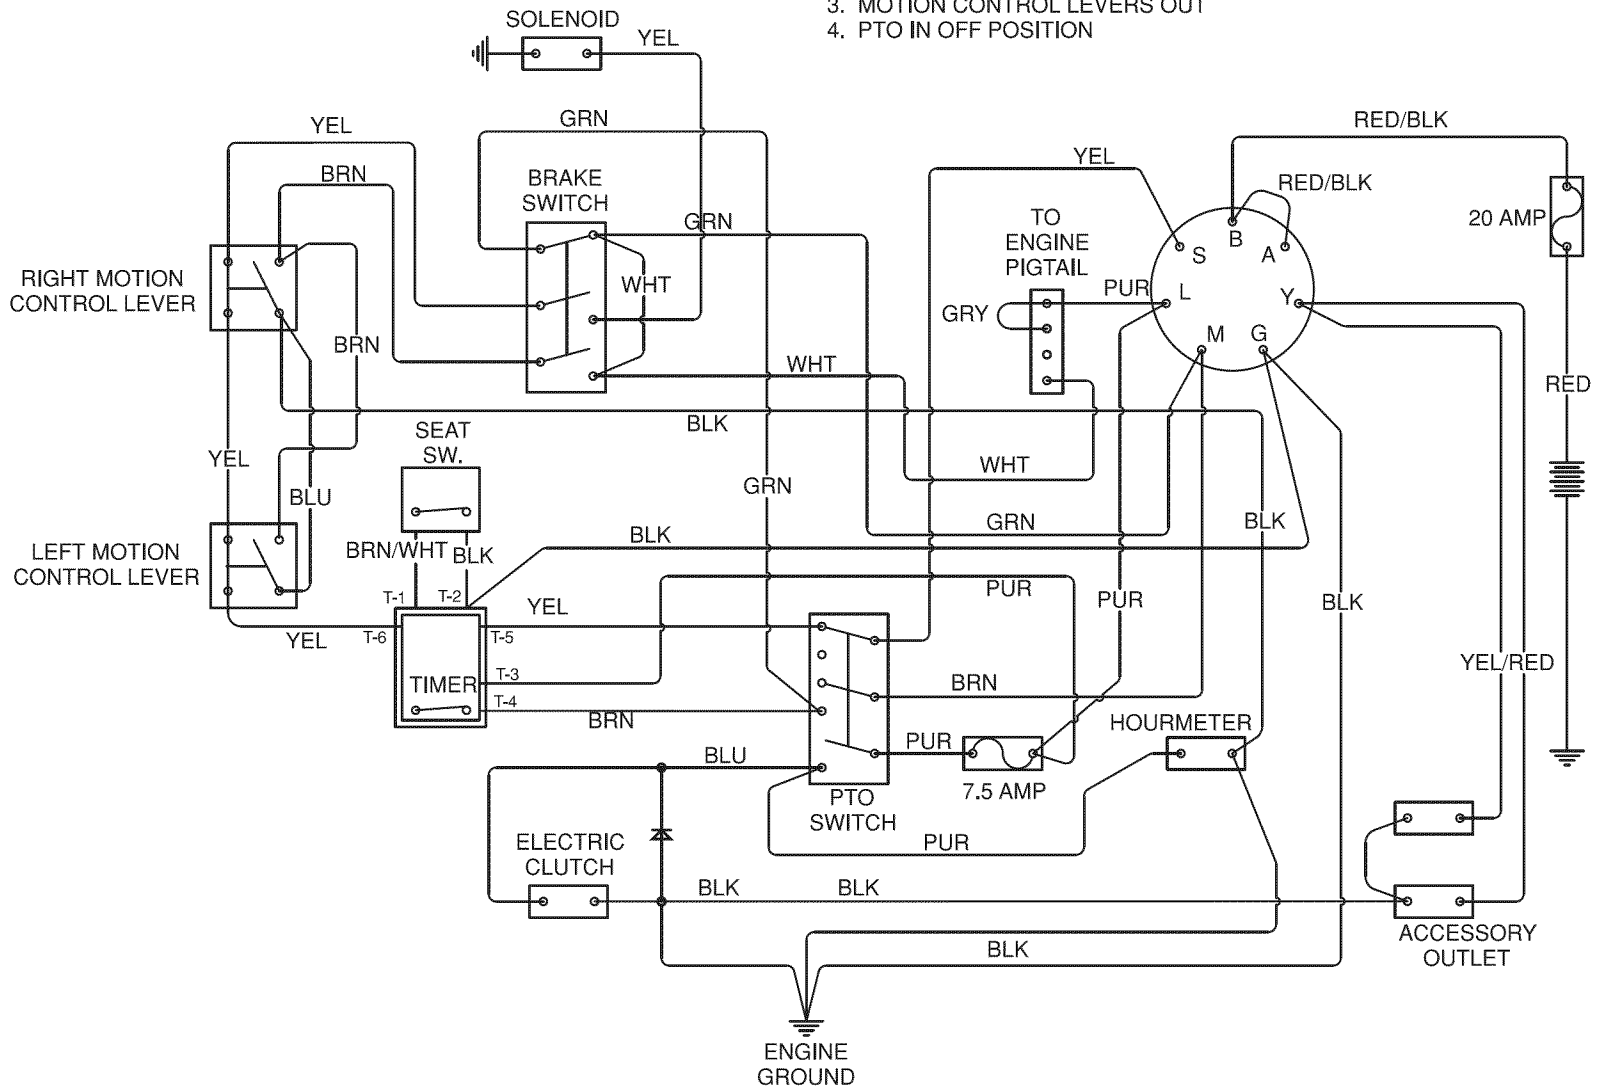 3. MOTION CONTROL LEVERS OUT
4. PTO IN OFF POSITION
SOLENOID
YEL
GRN
YEL
BRN
BRAKE
SWITCH
GRN
WHT
RIGHT MOTION
CONTROL LEVER
BRN
WHT
BLK
SEAT
SW.
YEL
BLU
LEFT MOTION
CONTROL LEVER
BRN/WHT
BLK
BLK
GRN
T-1
T-2
YEL
T-6
T-5
YEL
T-3
TIMER
T-4
BRN
YEL
TO
ENGINE
PIGTAIL
GRY
PUR
WHT
GRN
PUR
PUR
BRN
PUR
7.5 AMP
PTO
SWITCH
BLU
PUR
ELECTRIC
CLUTCH
BLK
BLK
BLK
ENGINE
GROUND
RED/BLK
RED/BLK
B
A
S
L
Y
M
G
20 AMP
RED
BLK
BLK
YEL/RED
HOURMETER
ACCESSORY
OUTLET